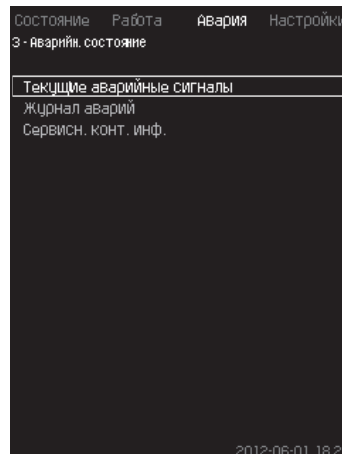 Состояние Работа Авария Настройки
3 - Аварийн. состояние
Текущие аварийные сигналы
Журнал аварий
Сервисн. конт. инф.
2012-06-01 18:2